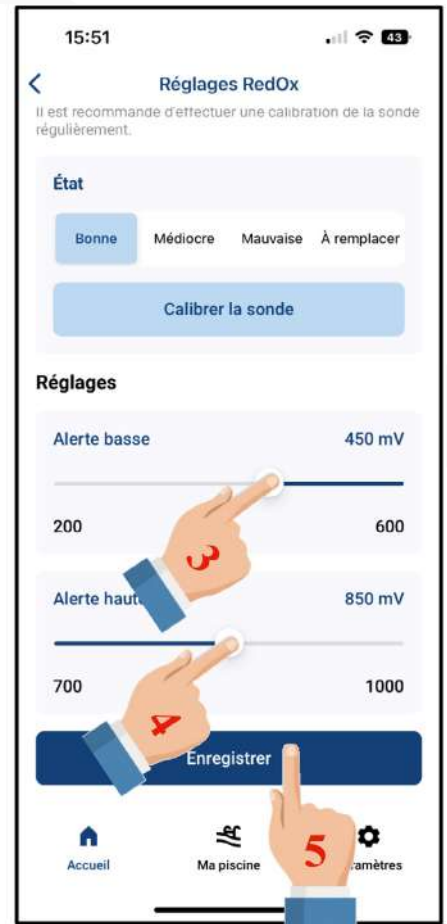 15:51
43
Réglages RedOx
Il est recommandé d'effectuer une calibration de la sonde
régulièrement.
État
Bonne Médiocre Mauvaise À remplacer
Calibrer la sonde
Réglages
Alerte basse 450 mV
200 600
3
Alerte haut 850 mV
700 1000
4
Enregistrer
5
Accueil Ma piscine ramètres